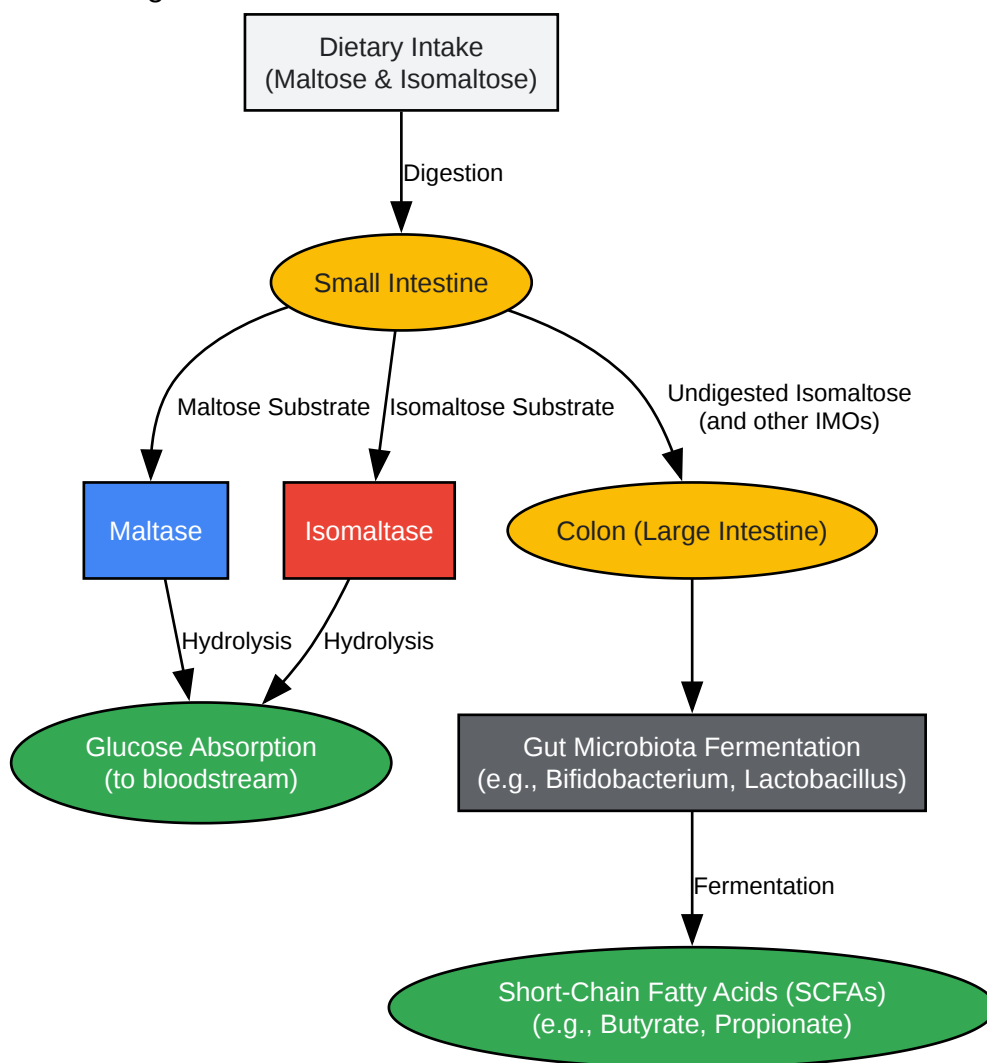 Dietary Intake
(Maltose & Isomaltose)
Digestion
Small Intestine
Maltose Substrate
Isomaltose Substrate
Undigested Isomaltose
(and other IMOs)
Maltase
Isomaltase
Colon (Large Intestine)
Hydrolysis
Hydrolysis
Glucose Absorption
(to bloodstream)
Gut Microbiota Fermentation
(e.g., Bifidobacterium, Lactobacillus)
Fermentation
Short-Chain Fatty Acids (SCFAs)
(e.g., Butyrate, Propionate)